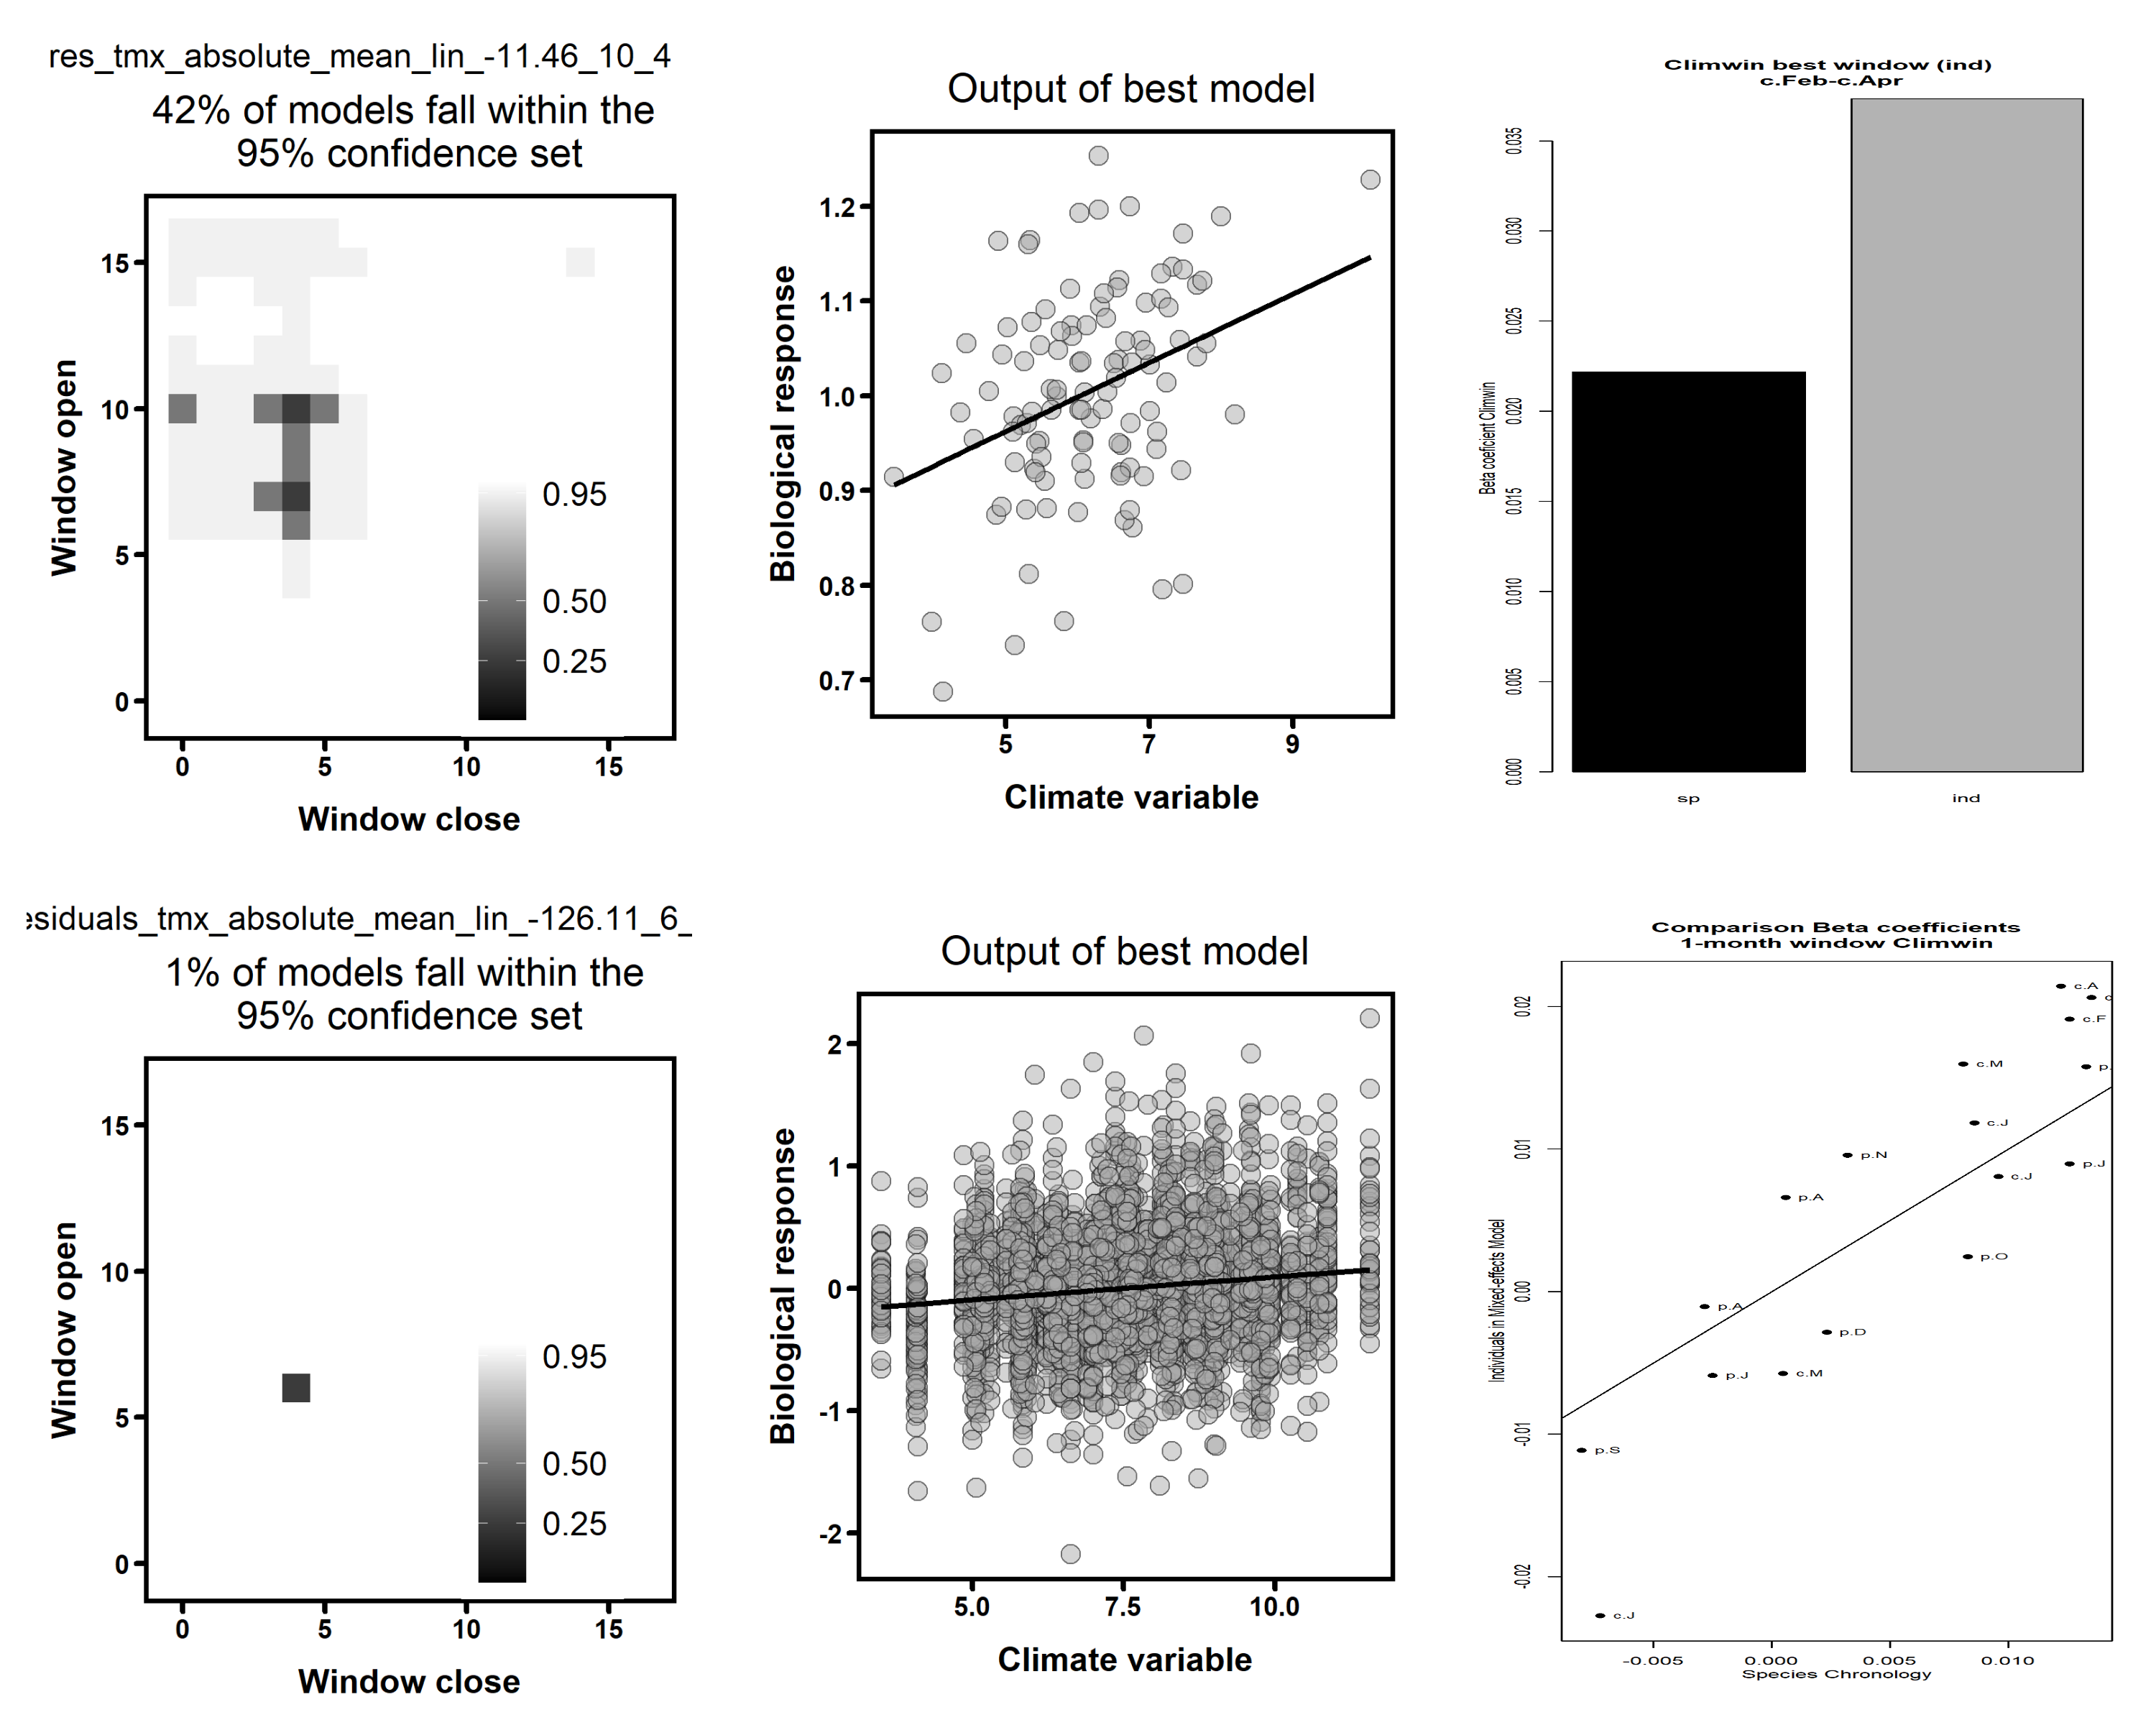 res_tmx_absolute_mean_lin_-11.46_10_4
42% of models fall within the
95% confidence set
Window open
15
10
5
0
0.95
0.50
0.25
0
5
10
15
Window close
Output of best model
Biological response
1.2
1.1
1.0
0.9
0.8
0.7
5
7
9
Climate variable
Climwin best window (ind)
c.Feb-c.Apr
Beta coeficient Climwin
0.035
0.030
0.025
0.020
0.015
0.010
0.005
0.000
sp
ind
esiduals_tmx_absolute_mean_lin_-126.11_6_
1% of models fall within the
95% confidence set
Window open
15
10
5
0
0.95
0.50
0.25
0
5
10
15
Window close
Output of best model
Biological response
2
1
0
-1
-2
5.0
7.5
10.0
Climate variable
Comparison Beta coefficients
1-month window Climwin
Individuals in Mixed-effects Model
0.02
0.01
0.00
-0.01
-0.02
c.A
c
c.F
c.M
p.
c.J
p.N
p.J
c.J
p.A
p.O
p.A
p.D
p.J
c.M
p.S
c.J
-0.005
0.000
0.005
0.010
Species Chronology